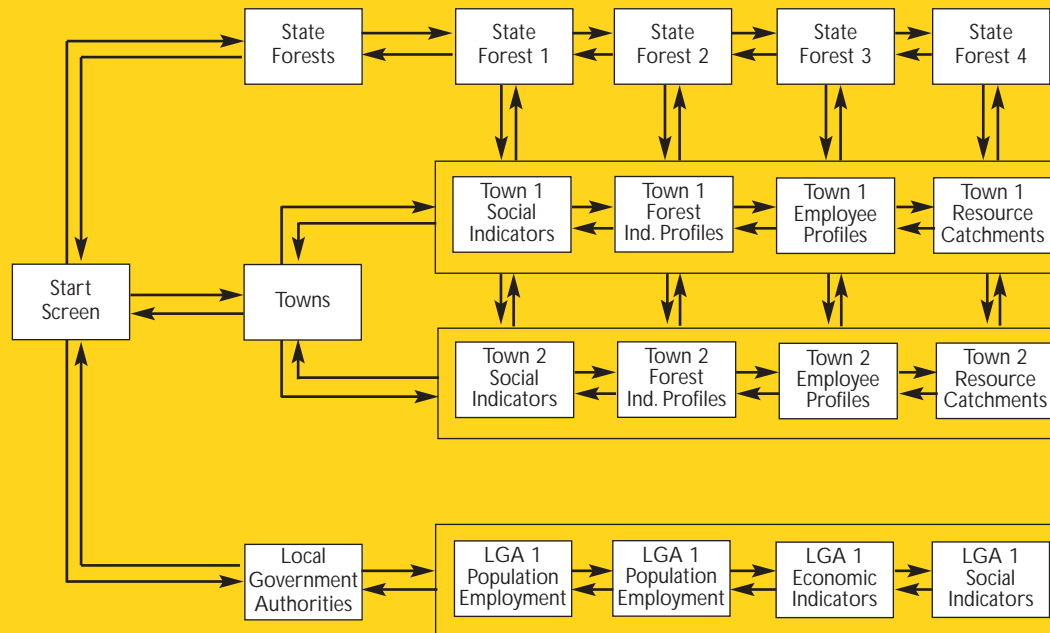 State
Forests
State
Forest 1
State
Forest 2
State
Forest 3
State
Forest 4
Town 1
Social
Indicators
Town 1
Forest
Ind. Profiles
Town 1
Employee
Profiles
Town 1
Resource
Catchments
Start
Screen
Towns
Town 2
Social
Indicators
Town 2
Forest
Ind. Profiles
Town 2
Employee
Profiles
Town 2
Resource
Catchments
Local
Government
Authorities
LGA 1
Population
Employment
LGA 1
Population
Employment
LGA 1
Economic
Indicators
LGA 1
Social
Indicators